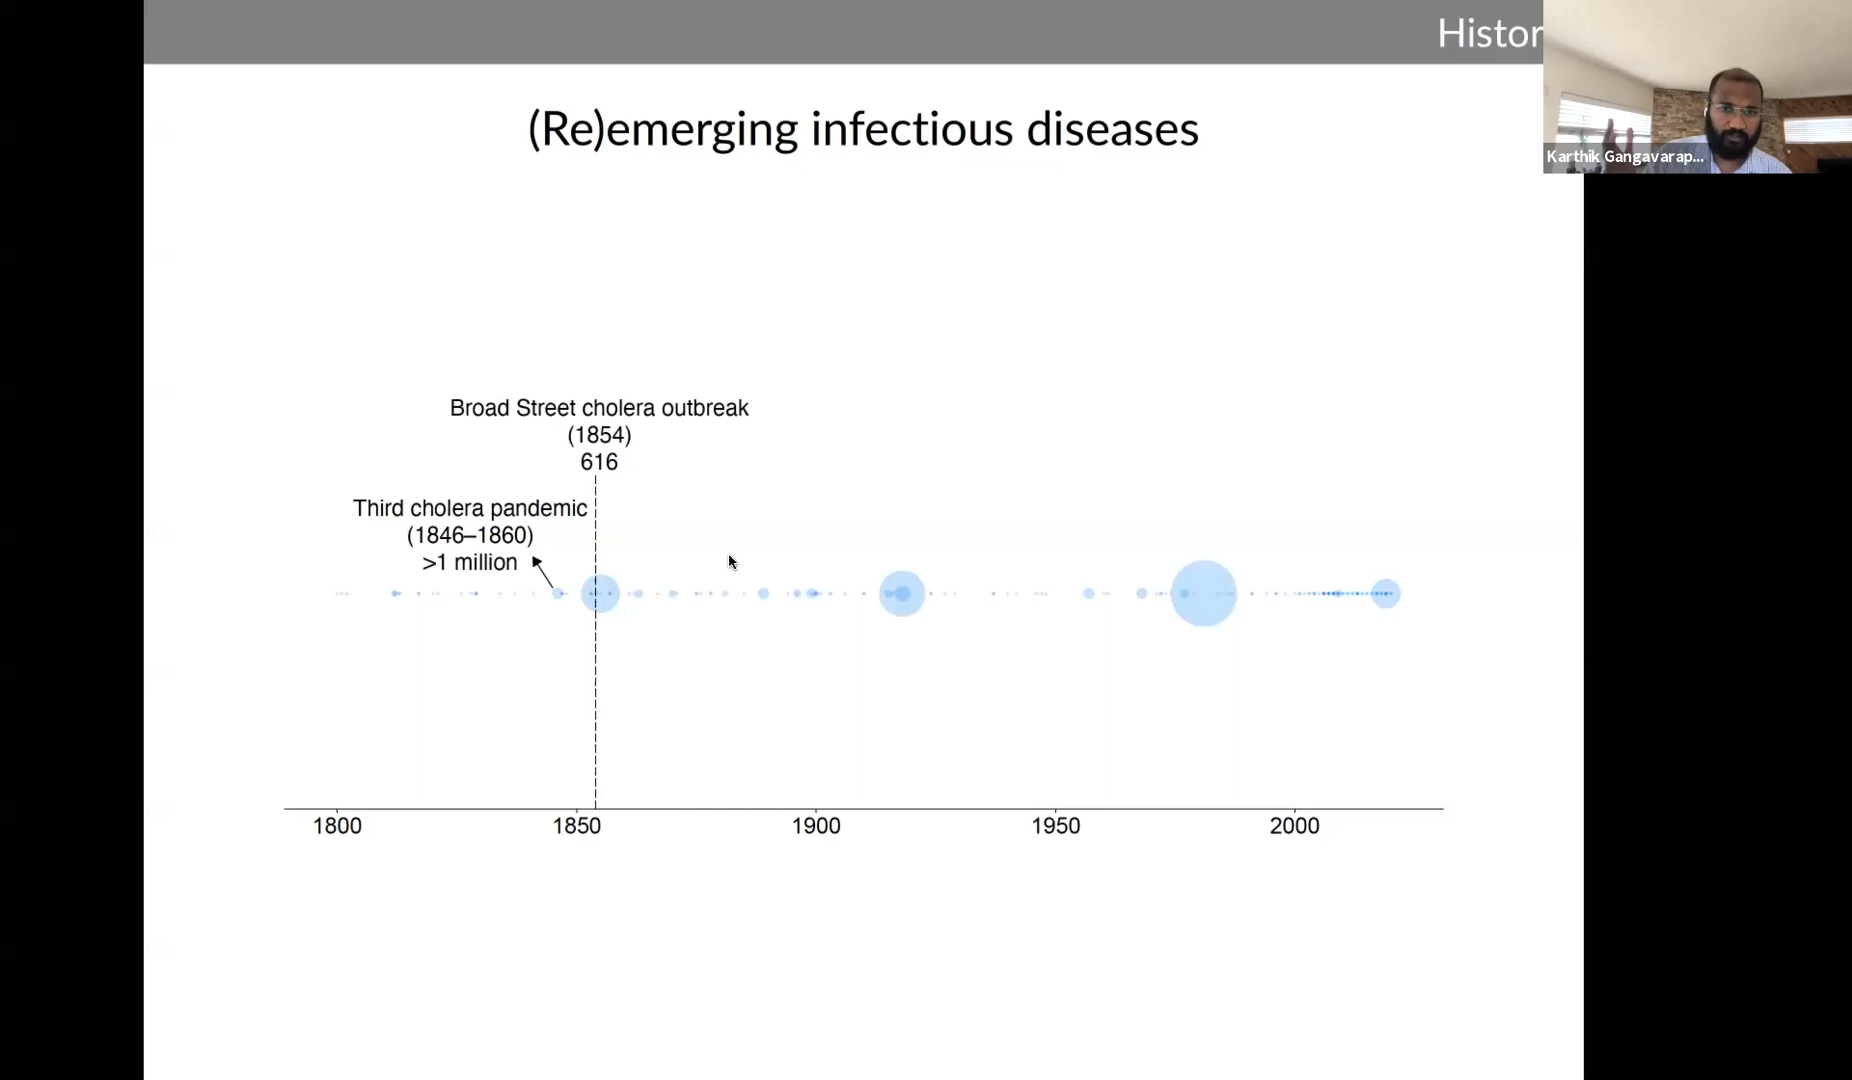 Histor
(Re)emerging infectious diseases
Karthik Gangavarap...
Broad Street cholera outbreak
(1854)
616
Third cholera pandemic
(1846–1860)
>1 million
1800
1850
1900
1950
2000